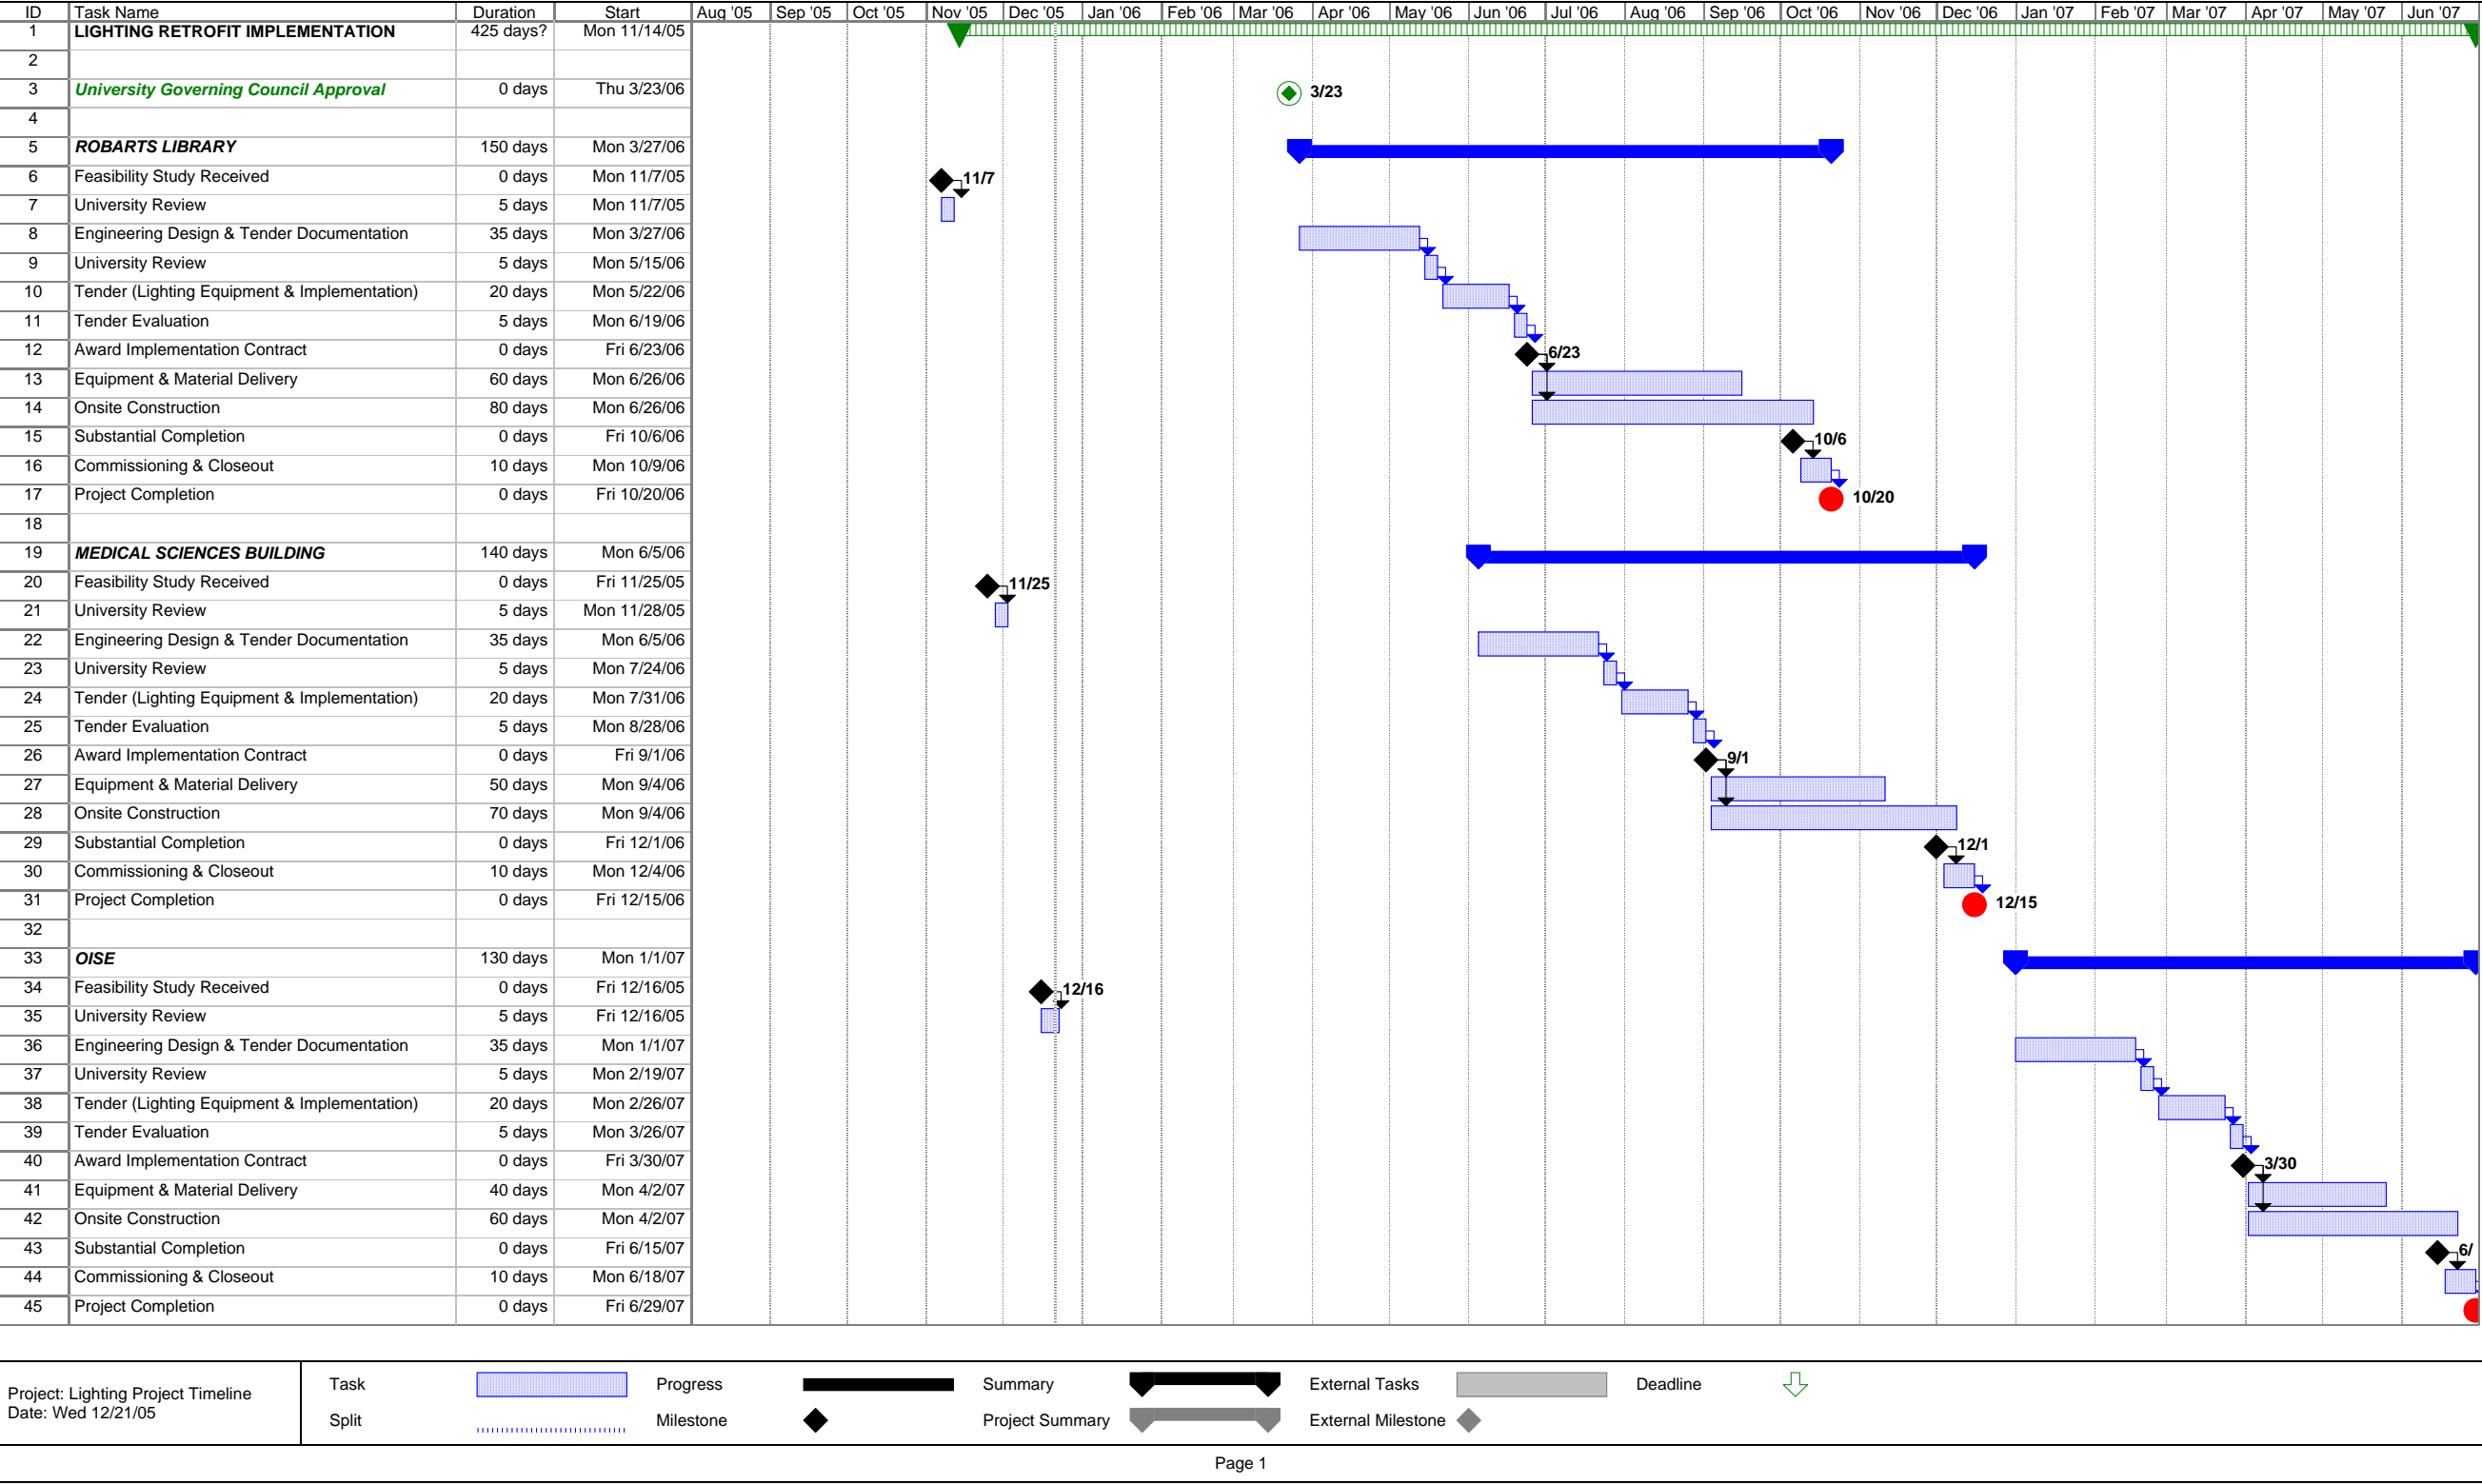 ID Task Name Duration Start Aug '05 Sep '05 Oct '05 Nov '05 Dec '05 Jan '06 Feb '06 Mar '06 Apr '06 May '06 Jun '06 Jul '06 Aug '06 Sep '06 Oct '06 Nov '06 Dec '06 Jan '07 Feb '07 Mar '07 Apr '07 May '07 Jun '07
1 LIGHTING RETROFIT IMPLEMENTATION 425 days? Mon 11/14/05
2
3 University Governing Council Approval 0 days Thu 3/23/06 3/23
4
5 ROBARTS LIBRARY 150 days Mon 3/27/06
6 Feasibility Study Received 0 days Mon 11/7/05 11/7
7 University Review 5 days Mon 11/7/05
8 Engineering Design & Tender Documentation 35 days Mon 3/27/06
9 University Review 5 days Mon 5/15/06
10 Tender (Lighting Equipment & Implementation) 20 days Mon 5/22/06
11 Tender Evaluation 5 days Mon 6/19/06
12 Award Implementation Contract 0 days Fri 6/23/06 6/23
13 Equipment & Material Delivery 60 days Mon 6/26/06
14 Onsite Construction 80 days Mon 6/26/06
15 Substantial Completion 0 days Fri 10/6/06 10/6
16 Commissioning & Closeout 10 days Mon 10/9/06
17 Project Completion 0 days Fri 10/20/06 10/20
18
19 MEDICAL SCIENCES BUILDING 140 days Mon 6/5/06
20 Feasibility Study Received 0 days Fri 11/25/05 11/25
21 University Review 5 days Mon 11/28/05
22 Engineering Design & Tender Documentation 35 days Mon 6/5/06
23 University Review 5 days Mon 7/24/06
24 Tender (Lighting Equipment & Implementation) 20 days Mon 7/31/06
25 Tender Evaluation 5 days Mon 8/28/06
26 Award Implementation Contract 0 days Fri 9/1/06 9/1
27 Equipment & Material Delivery 50 days Mon 9/4/06
28 Onsite Construction 70 days Mon 9/4/06
29 Substantial Completion 0 days Fri 12/1/06 12/1
30 Commissioning & Closeout 10 days Mon 12/4/06
31 Project Completion 0 days Fri 12/15/06 12/15
32
33 OISE 130 days Mon 1/1/07
34 Feasibility Study Received 0 days Fri 12/16/05 12/16
35 University Review 5 days Fri 12/16/05
36 Engineering Design & Tender Documentation 35 days Mon 1/1/07
37 University Review 5 days Mon 2/19/07
38 Tender (Lighting Equipment & Implementation) 20 days Mon 2/26/07
39 Tender Evaluation 5 days Mon 3/26/07
40 Award Implementation Contract 0 days Fri 3/30/07 3/30
41 Equipment & Material Delivery 40 days Mon 4/2/07
42 Onsite Construction 60 days Mon 4/2/07
43 Substantial Completion 0 days Fri 6/15/07 6/
44 Commissioning & Closeout 10 days Mon 6/18/07
45 Project Completion 0 days Fri 6/29/07
Project: Lighting Project Timeline
Date: Wed 12/21/05
Task Progress Summary External Tasks Deadline
Split Milestone Project Summary External Milestone
Page 1